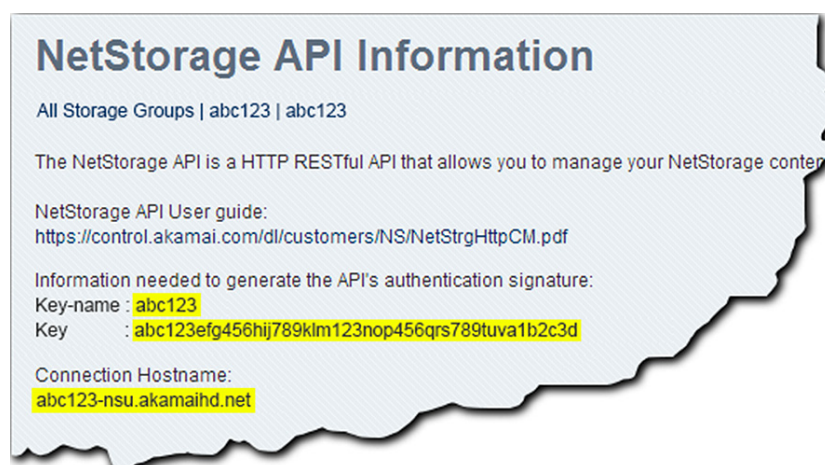 NetStorage API Information
All Storage Groups | abc123 | abc123
The NetStorage API is a HTTP RESTful API that allows you to manage your NetStorage
NetStorage API User guide:
https://control.akamai.com/dl/customers/NS/NetStrgHttpCM.pdf
Information needed to generate the API's authentication signature:
Key-name : abc123
Key : abc123efg456hij789klm123nop456qrs789tuva1b2c3d
Connection Hostname:
abc123-nsu.akamaihd.net